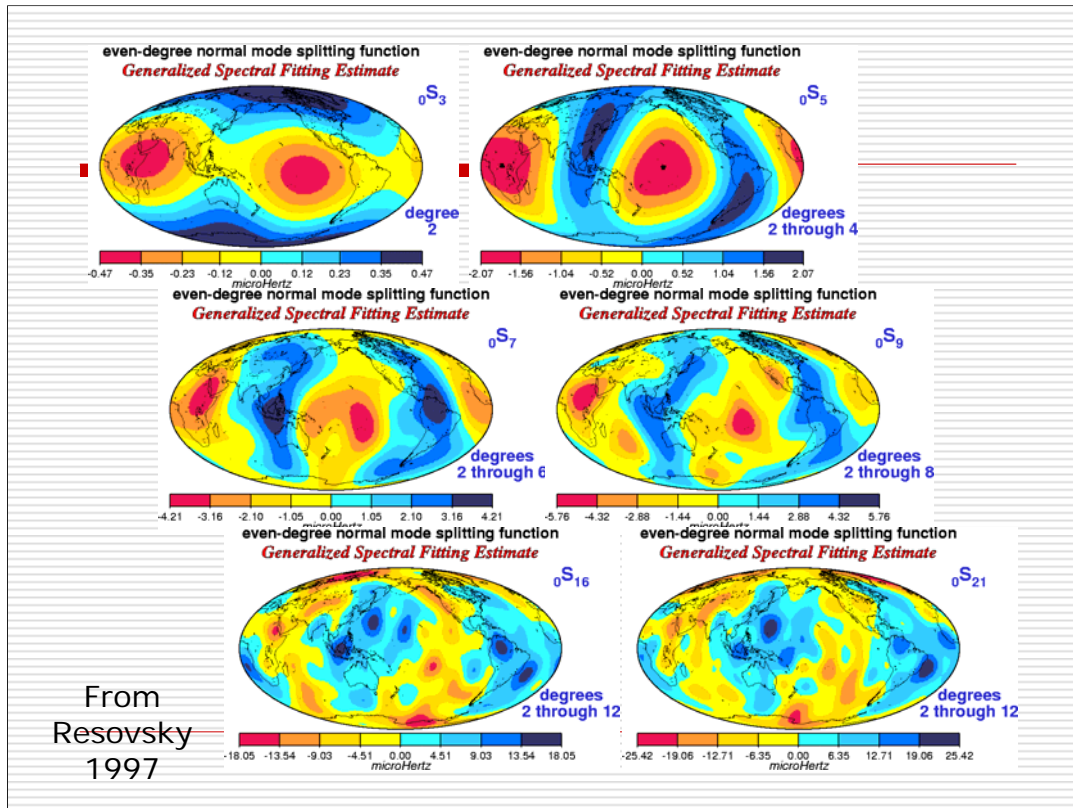 even-degree normal mode splitting function
Generalized Spectral Fitting Estimate
0S3
degree
2
-0.47 -0.35 -0.23 -0.12 0.00 0.12 0.23 0.35 0.47
microHertz
even-degree normal mode splitting function
Generalized Spectral Fitting Estimate
0S5
degrees
2 through 4
-2.07 -1.56 -1.04 -0.52 0.00 0.52 1.04 1.56 2.07
microHertz
even-degree normal mode splitting function
Generalized Spectral Fitting Estimate
0S7
degrees
2 through 6
-4.21 -3.16 -2.10 -1.05 0.00 1.05 2.10 3.16 4.21
microHertz
even-degree normal mode splitting function
Generalized Spectral Fitting Estimate
0S9
degrees
2 through 8
-5.76 -4.32 -2.88 -1.44 0.00 1.44 2.88 4.32 5.76
microHertz
even-degree normal mode splitting function
Generalized Spectral Fitting Estimate
0S16
degrees
2 through 12
-18.05 -13.54 -9.03 -4.51 0.00 4.51 9.03 13.54 18.05
microHertz
even-degree normal mode splitting function
Generalized Spectral Fitting Estimate
0S21
degrees
2 through 12
-25.42 -19.06 -12.71 -6.35 0.00 6.35 12.71 19.06 25.42
microHertz
From
Resovsky
1997